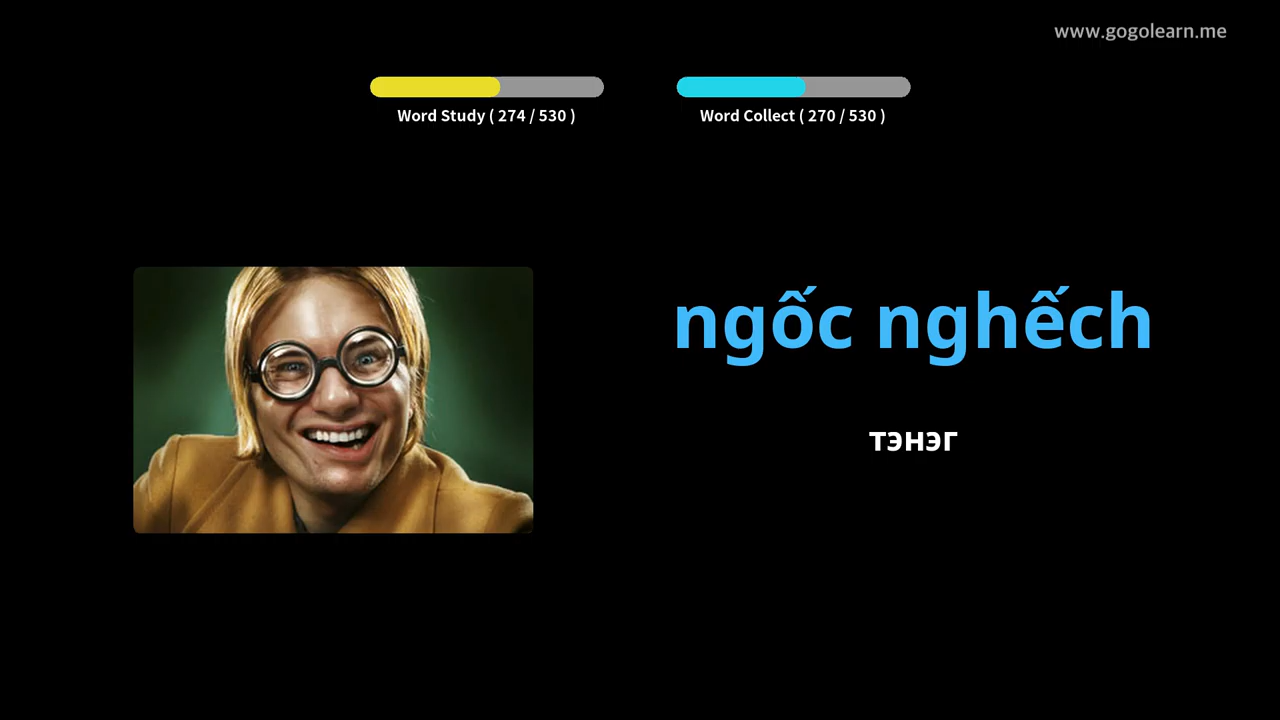 www.gogolearn.me
Word Study ( 274 / 530 )
Word Collect ( 270 / 530 )
ngốc nghếch
тэнэг